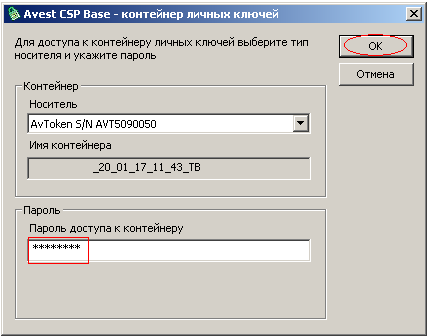 Avest CSP Base - контейнер личных ключей
Для доступа к контейнеру личных ключей выберите тип
носителя и укажите пароль
OK
Отмена
Контейнер
Носитель
AvToken S/N AVT5090050
Имя контейнера
_20_01_17_11_43_TB
Пароль
Пароль доступа к контейнеру
********